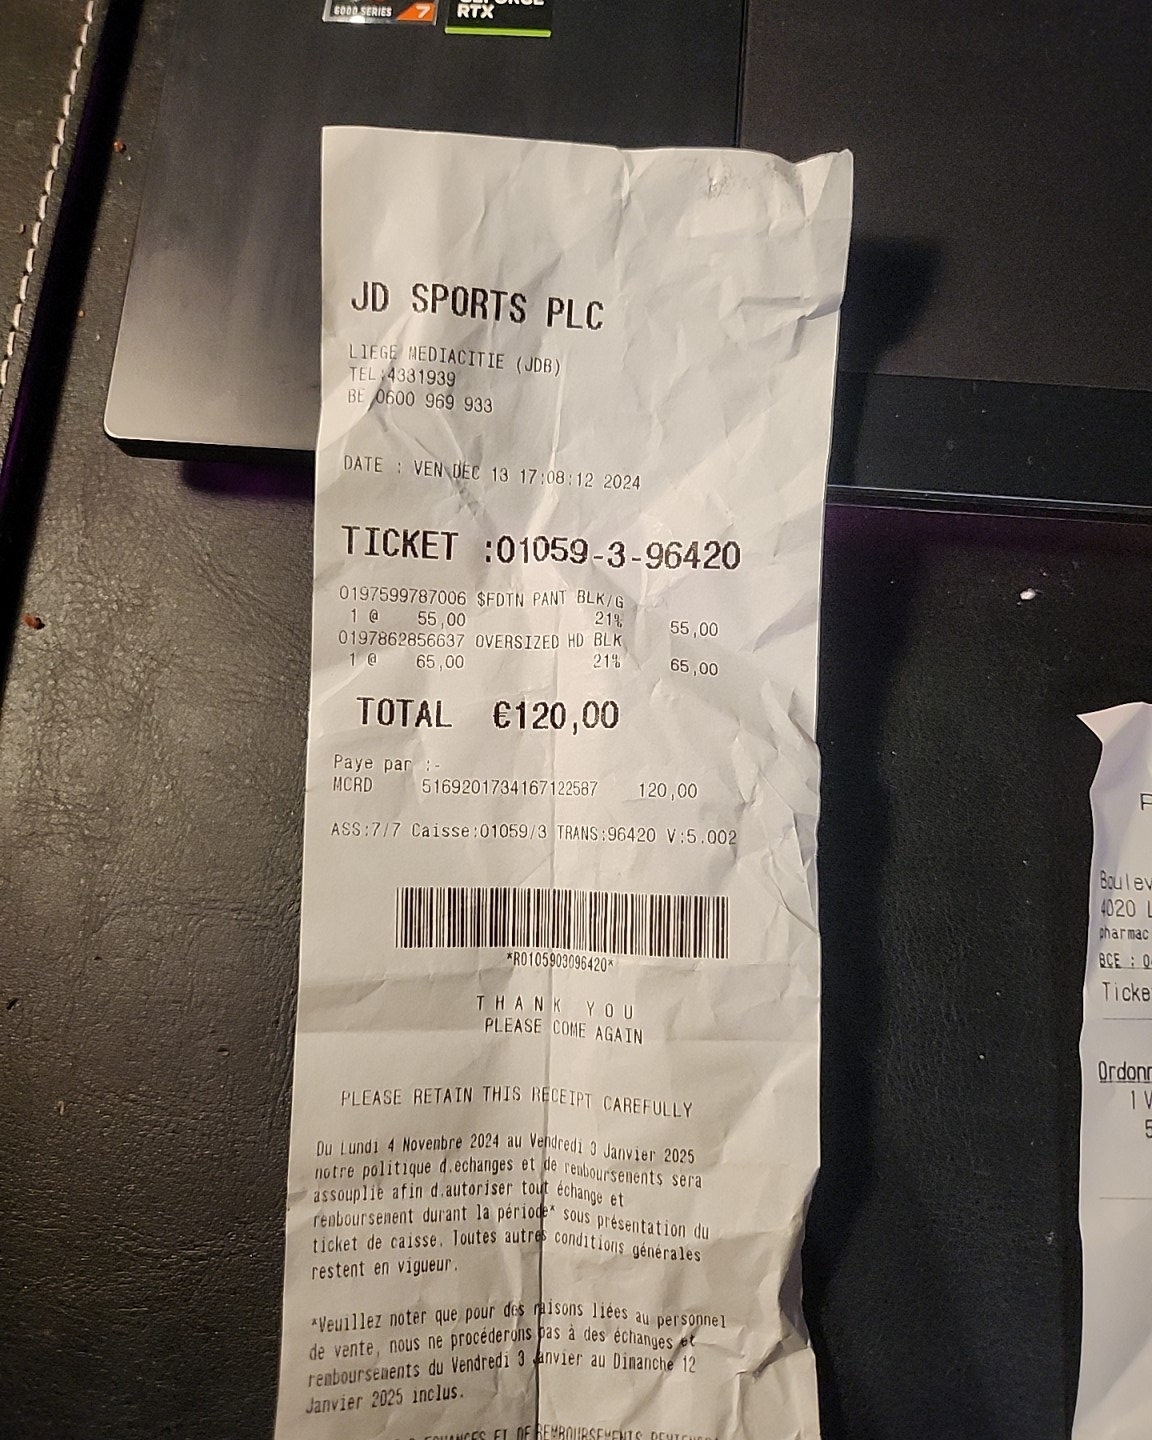 6000 SERIES 7
RTX
JD SPORTS PLC
LIEGE MEDIACITIE (JDB)
TEL:4331939
BE 0600 969 933
DATE : VEN DEC 13 17:08:12 2024
TICKET :01059-3-96420
0197599787006 $FDTN PANT BLK/G
1 @ 55,00 21% 55,00
0197862856637 OVERSIZED HD BLK
1 @ 65,00 21% 65,00
TOTAL €120,00
Paye par :-
MCRD 5169201734167122587 120,00
ASS:7/7 Caisse:01059/3 TRANS:96420 V:5.002
*R0105903096420*
THANK YOU
PLEASE COME AGAIN
PLEASE RETAIN THIS RECEIPT CAREFULLY
Du Lundi 4 Novembre 2024 au Vendredi 3 Janvier 2025
notre politique d.echanges et de remboursements sera
assouplie afin d.autoriser tout échange et
remboursement durant la période* sous présentation du
ticket de caisse. Toutes autres conditions générales
restent en vigueur.
*Veuillez noter que pour des raisons liées au personnel
de vente, nous ne procéderons pas à des échanges et
remboursements du Vendredi 3 Janvier au Dimanche 12
Janvier 2025 inclus.
ET DE REMBOURSEMENTS
Boulev
4020 L
pharmac
BCE : 0
Ticke
Ordonn
1 V
5